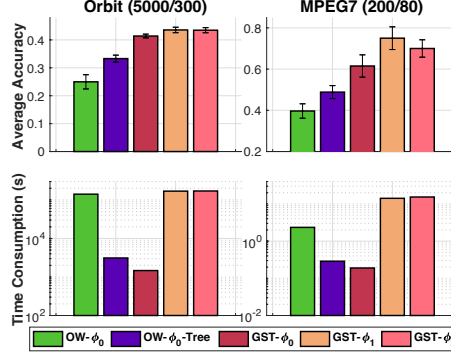 Orbit (5000/300)
MPEG7 (200/80)
Average Accuracy
0.4
0.3
0.2
0.1
0
0.8
0.6
0.4
0.2
Time Consumption (s)
10^4
10^2
10^0
10^-2
OW-ϕ₀
OW-ϕ₀-Tree
GST-ϕ₀
GST-ϕ₁
GST-ϕ